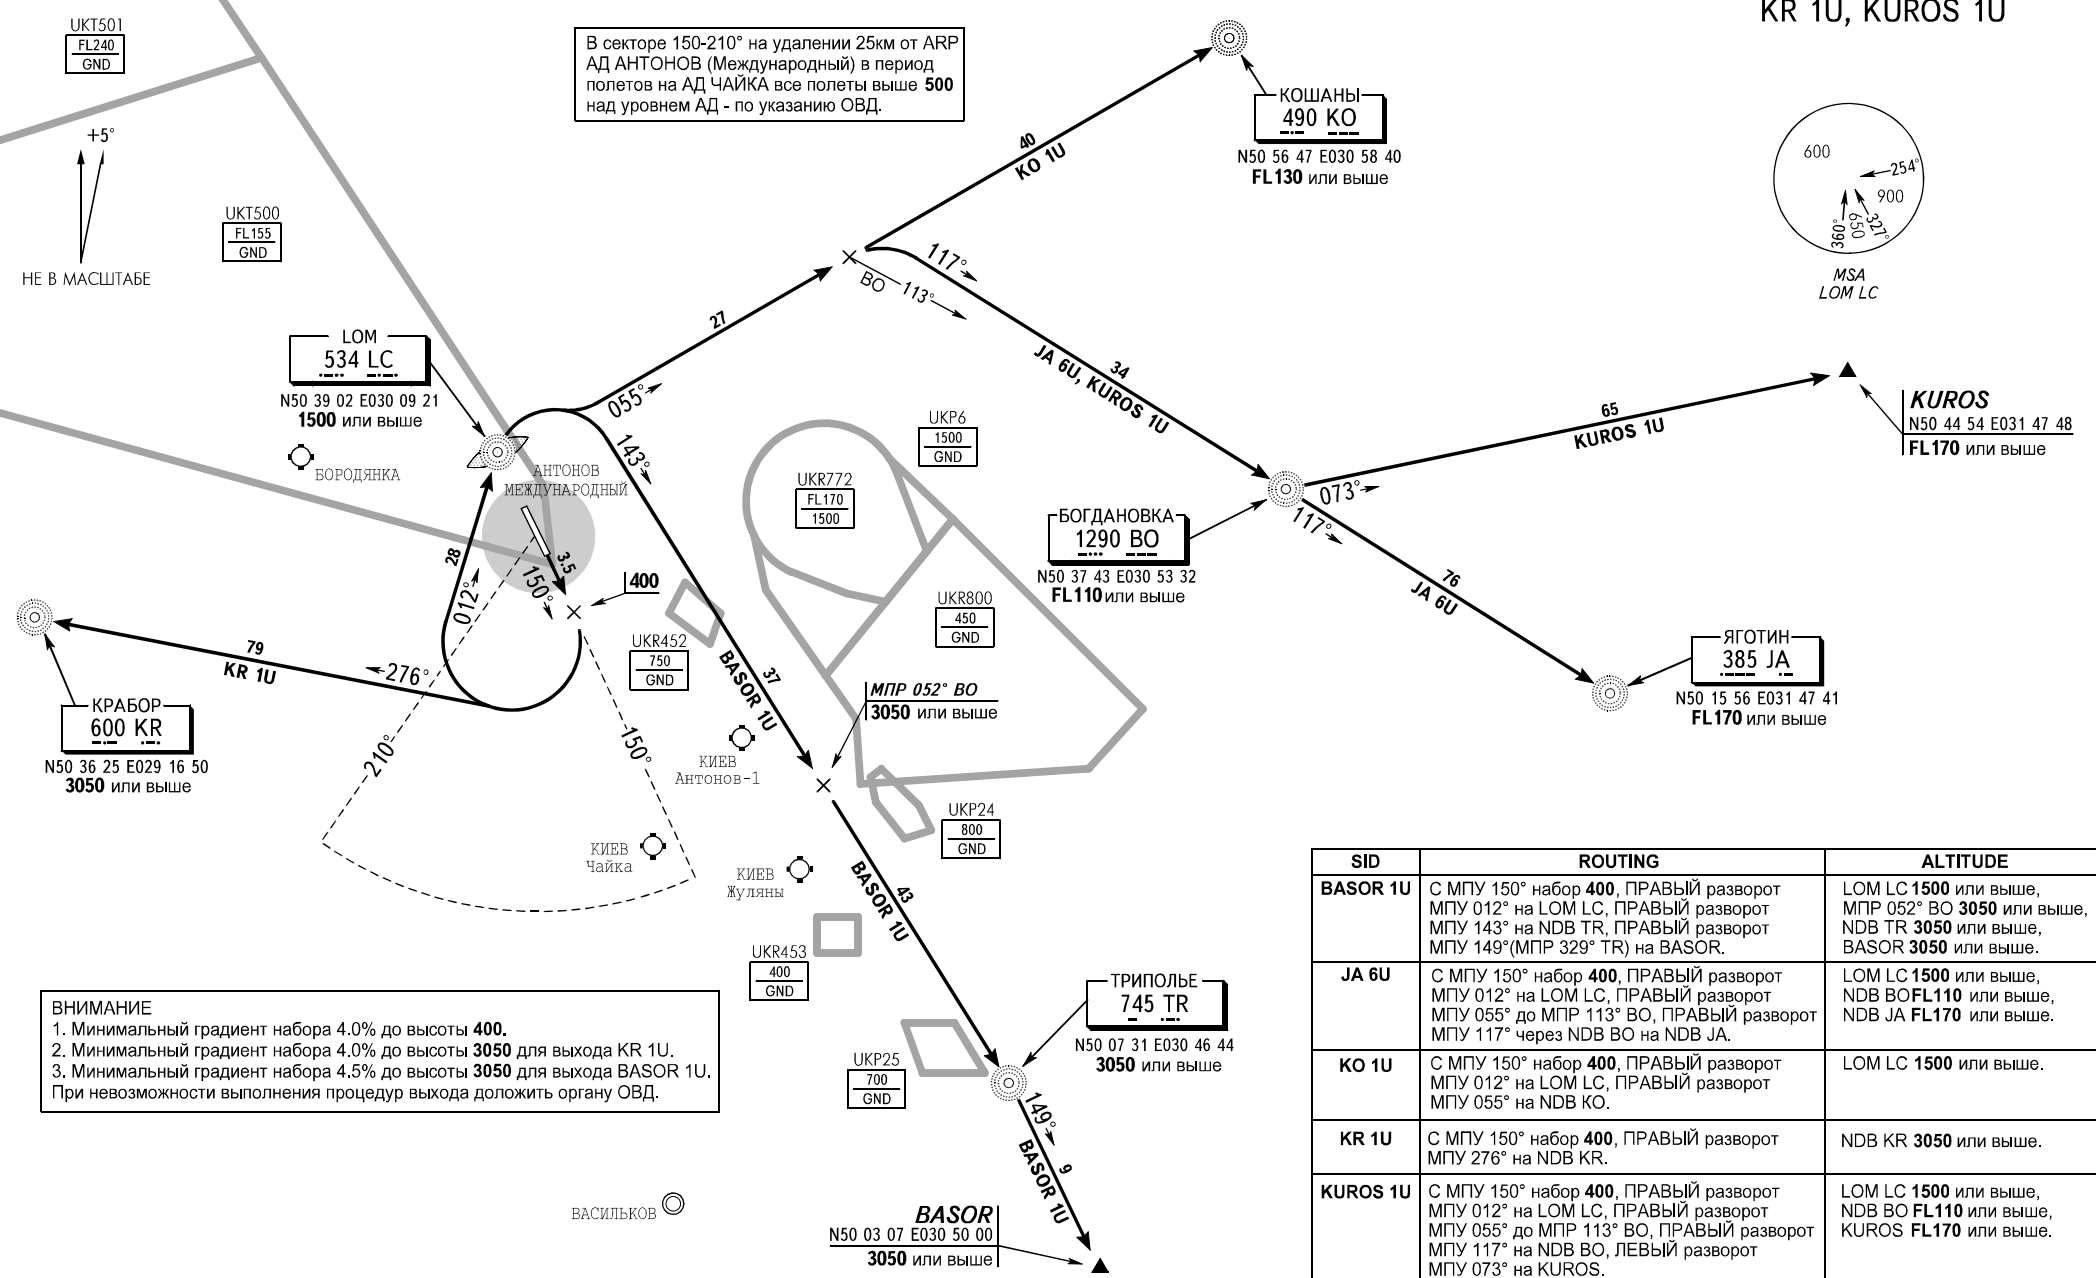 KR 1U, KUROS 1U
UKT501
FL240
GND
В секторе 150-210° на удалении 25км от ARP
АД АНТОНОВ (Международный) в период
полетов на АД ЧАЙКА все полеты выше 500
над уровнем АД - по указанию ОВД.
КОШАНЫ
490 KO
N50 56 47 E030 58 40
FL130 или выше
40
KO 1U
+5°
НЕ В МАСШТАБЕ
600
254°
900
360°
650
327°
MSA
LOM LC
UKT500
FL155
GND
117°
BO
113°
27
34
JA 6U, KUROS 1U
LOM
534 LC
N50 39 02 E030 09 21
1500 или выше
055°
143°
БОРОДЯНКА
АНТОНОВ
МЕЖДУНАРОДНЫЙ
UKP6
1500
GND
UKR772
FL170
1500
65
KUROS 1U
KUROS
N50 44 54 E031 47 48
FL170 или выше
073°
117°
БОГДАНОВКА
1290 BO
N50 37 43 E030 53 32
FL110 или выше
76
JA 6U
28
012°
3.5
150°
400
UKR452
750
GND
UKR800
450
GND
ЯГОТИН
385 JA
N50 15 56 E031 47 41
FL170 или выше
79
KR 1U
276°
КРАБОР
600 KR
N50 36 25 E029 16 50
3050 или выше
210°
150°
37
BASOR 1U
МПР 052° BO
3050 или выше
КИЕВ
Антонов-1
КИЕВ
Чайка
КИЕВ
Жуляны
UKP24
800
GND
43
BASOR 1U
UKR453
400
GND
UKP25
700
GND
ТРИПОЛЬЕ
745 TR
N50 07 31 E030 46 44
3050 или выше
149°
9
BASOR 1U
ВНИМАНИЕ
1. Минимальный градиент набора 4.0% до высоты 400.
2. Минимальный градиент набора 4.0% до высоты 3050 для выхода KR 1U.
3. Минимальный градиент набора 4.5% до высоты 3050 для выхода BASOR 1U.
При невозможности выполнения процедур выхода доложить органу ОВД.
ВАСИЛЬКОВ
BASOR
N50 03 07 E030 50 00
3050 или выше
SID ROUTING ALTITUDE
BASOR 1U С МПУ 150° набор 400, ПРАВЫЙ разворот LOM LC 1500 или выше,
МПУ 012° на LOM LC, ПРАВЫЙ разворот МПР 052° BO 3050 или выше,
МПУ 143° на NDB TR, ПРАВЫЙ разворот NDB TR 3050 или выше,
МПУ 149°(МПР 329° TR) на BASOR. BASOR 3050 или выше.
JA 6U С МПУ 150° набор 400, ПРАВЫЙ разворот LOM LC 1500 или выше,
МПУ 012° на LOM LC, ПРАВЫЙ разворот NDB BO FL110 или выше,
МПУ 055° до МПР 113° BO, ПРАВЫЙ разворот NDB JA FL170 или выше.
МПУ 117° через NDB BO на NDB JA.
KO 1U С МПУ 150° набор 400, ПРАВЫЙ разворот LOM LC 1500 или выше.
МПУ 012° на LOM LC, ПРАВЫЙ разворот
МПУ 055° на NDB KO.
KR 1U С МПУ 150° набор 400, ПРАВЫЙ разворот NDB KR 3050 или выше.
МПУ 276° на NDB KR.
KUROS 1U С МПУ 150° набор 400, ПРАВЫЙ разворот LOM LC 1500 или выше,
МПУ 012° на LOM LC, ПРАВЫЙ разворот NDB BO FL110 или выше,
МПУ 055° до МПР 113° BO, ПРАВЫЙ разворот KUROS FL170 или выше.
МПУ 117° на NDB BO, ЛЕВЫЙ разворот
МПУ 073° на KUROS.